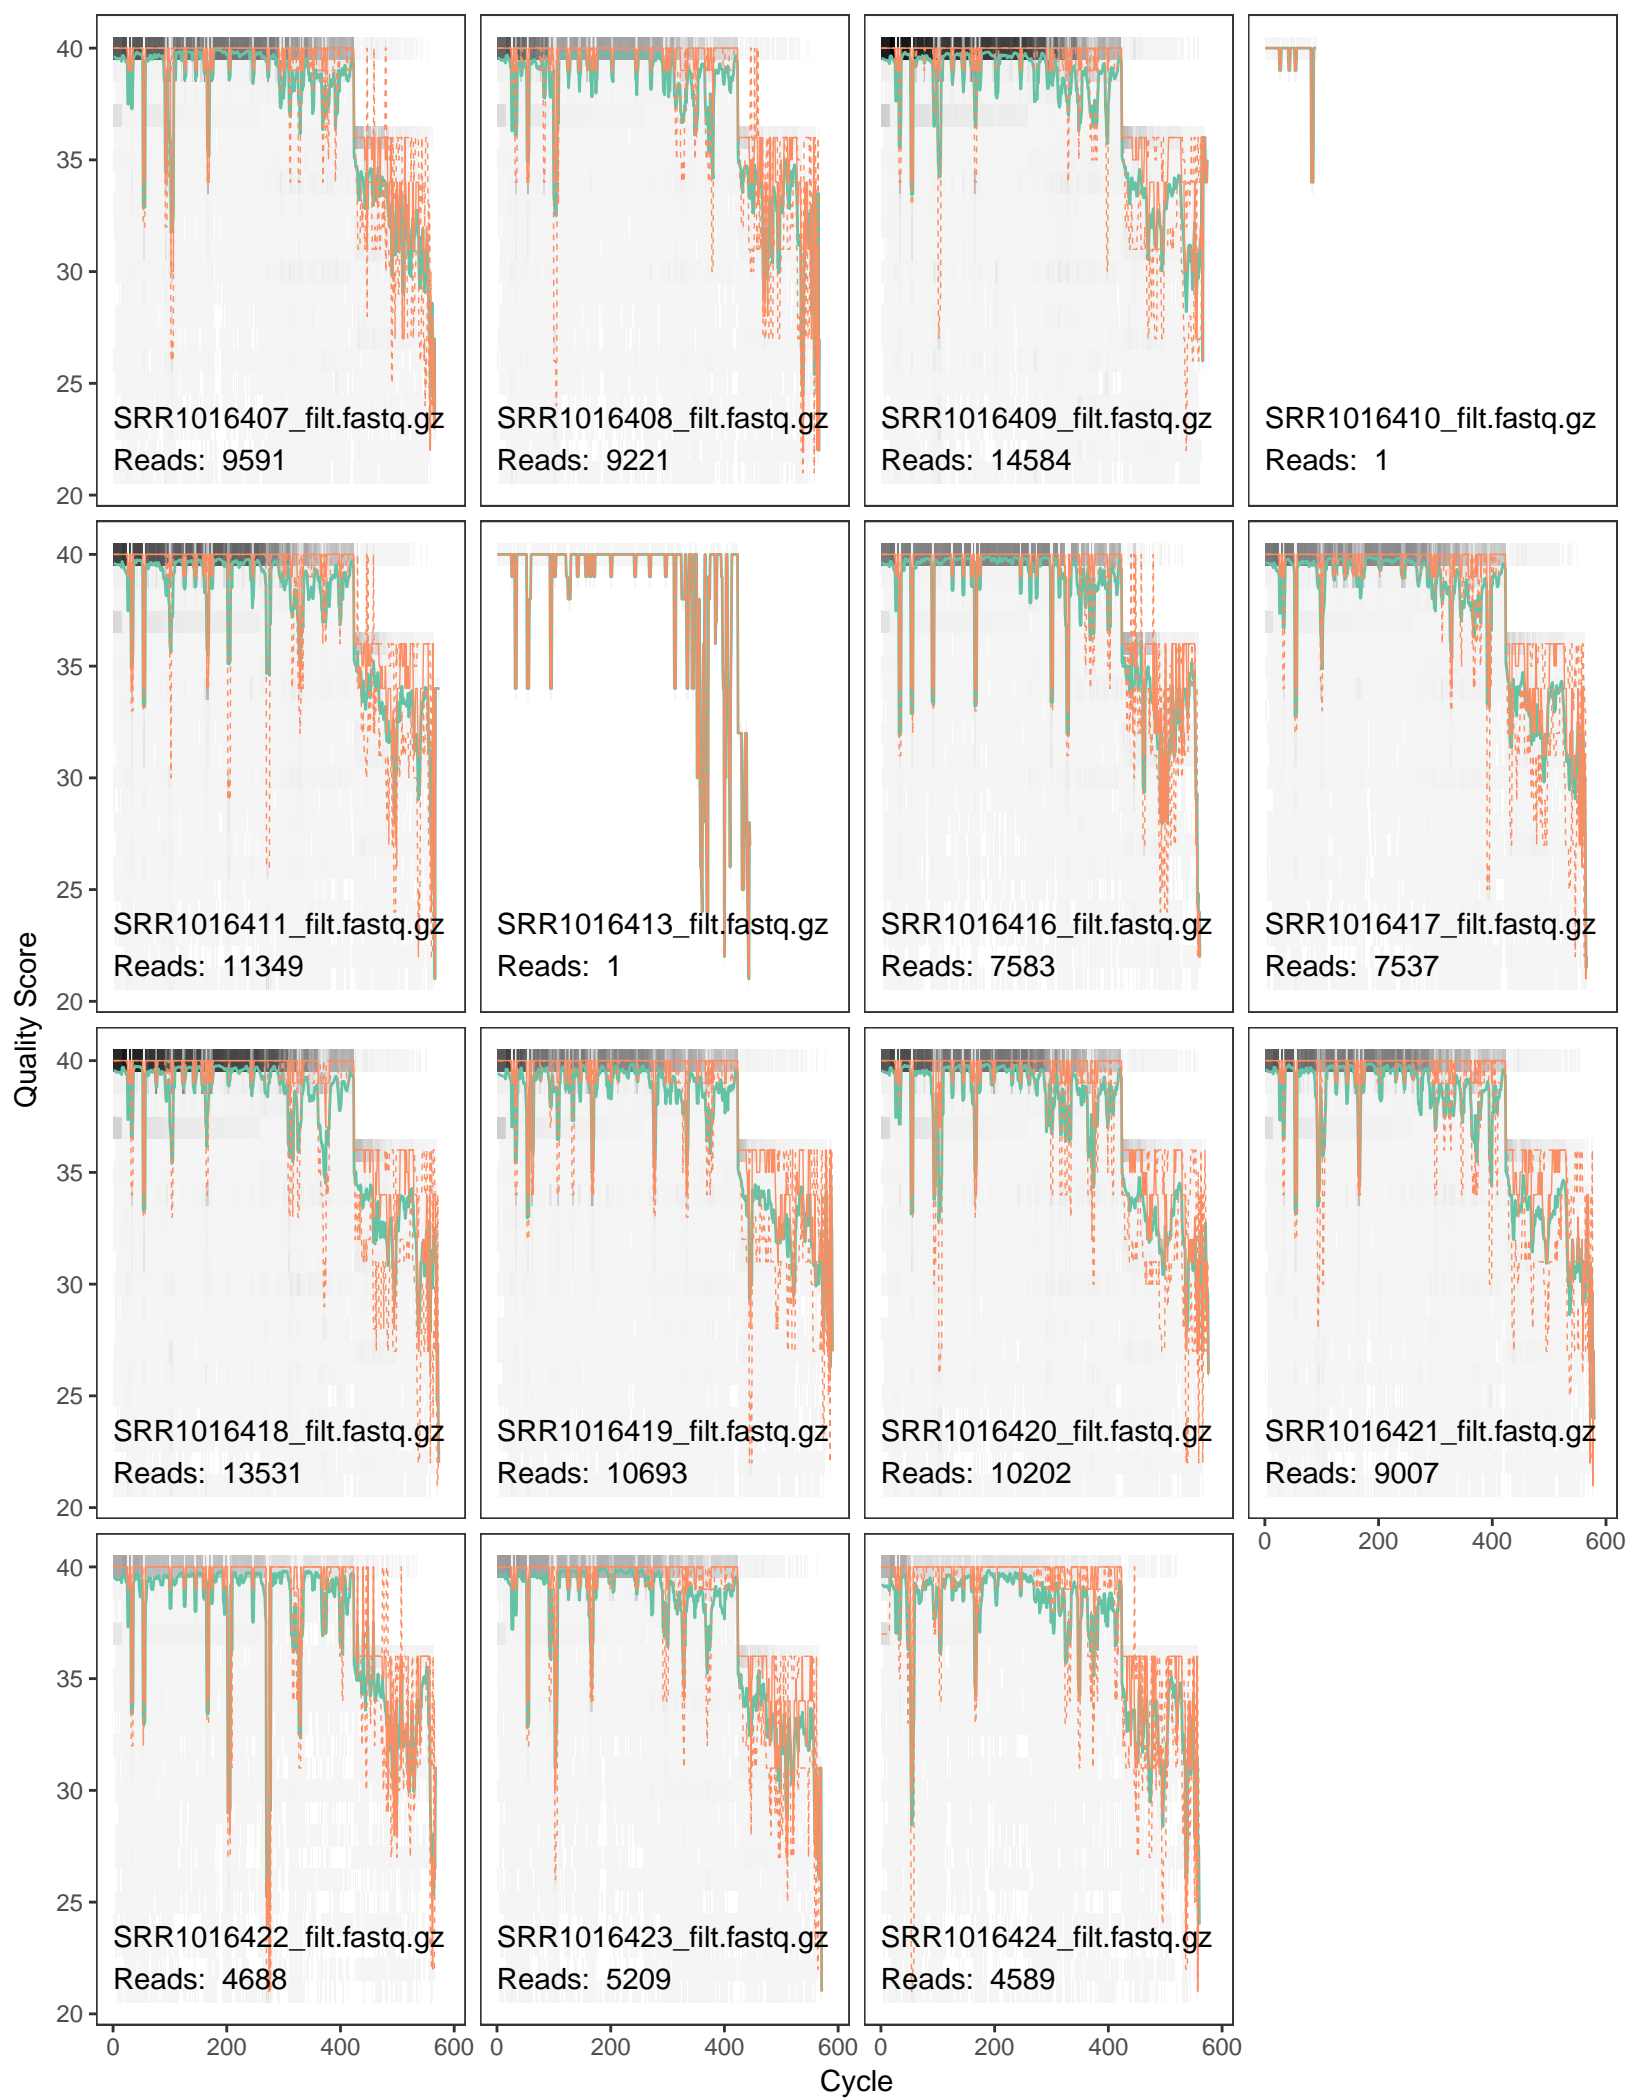 Quality Score
40
35
30
25
20
SRR1016407_filt.fastq.gz
Reads: 9591
SRR1016408_filt.fastq.gz
Reads: 9221
SRR1016409_filt.fastq.gz
Reads: 14584
SRR1016410_filt.fastq.gz
Reads: 1
40
35
30
25
20
SRR1016411_filt.fastq.gz
Reads: 11349
SRR1016413_filt.fastq.gz
Reads: 1
SRR1016416_filt.fastq.gz
Reads: 7583
SRR1016417_filt.fastq.gz
Reads: 7537
40
35
30
25
20
SRR1016418_filt.fastq.gz
Reads: 13531
SRR1016419_filt.fastq.gz
Reads: 10693
SRR1016420_filt.fastq.gz
Reads: 10202
SRR1016421_filt.fastq.gz
Reads: 9007
0 200 400 600
40
35
30
25
20
SRR1016422_filt.fastq.gz
Reads: 4688
SRR1016423_filt.fastq.gz
Reads: 5209
SRR1016424_filt.fastq.gz
Reads: 4589
0 200 400 600
0 200 400 600
0 200 400 600
Cycle